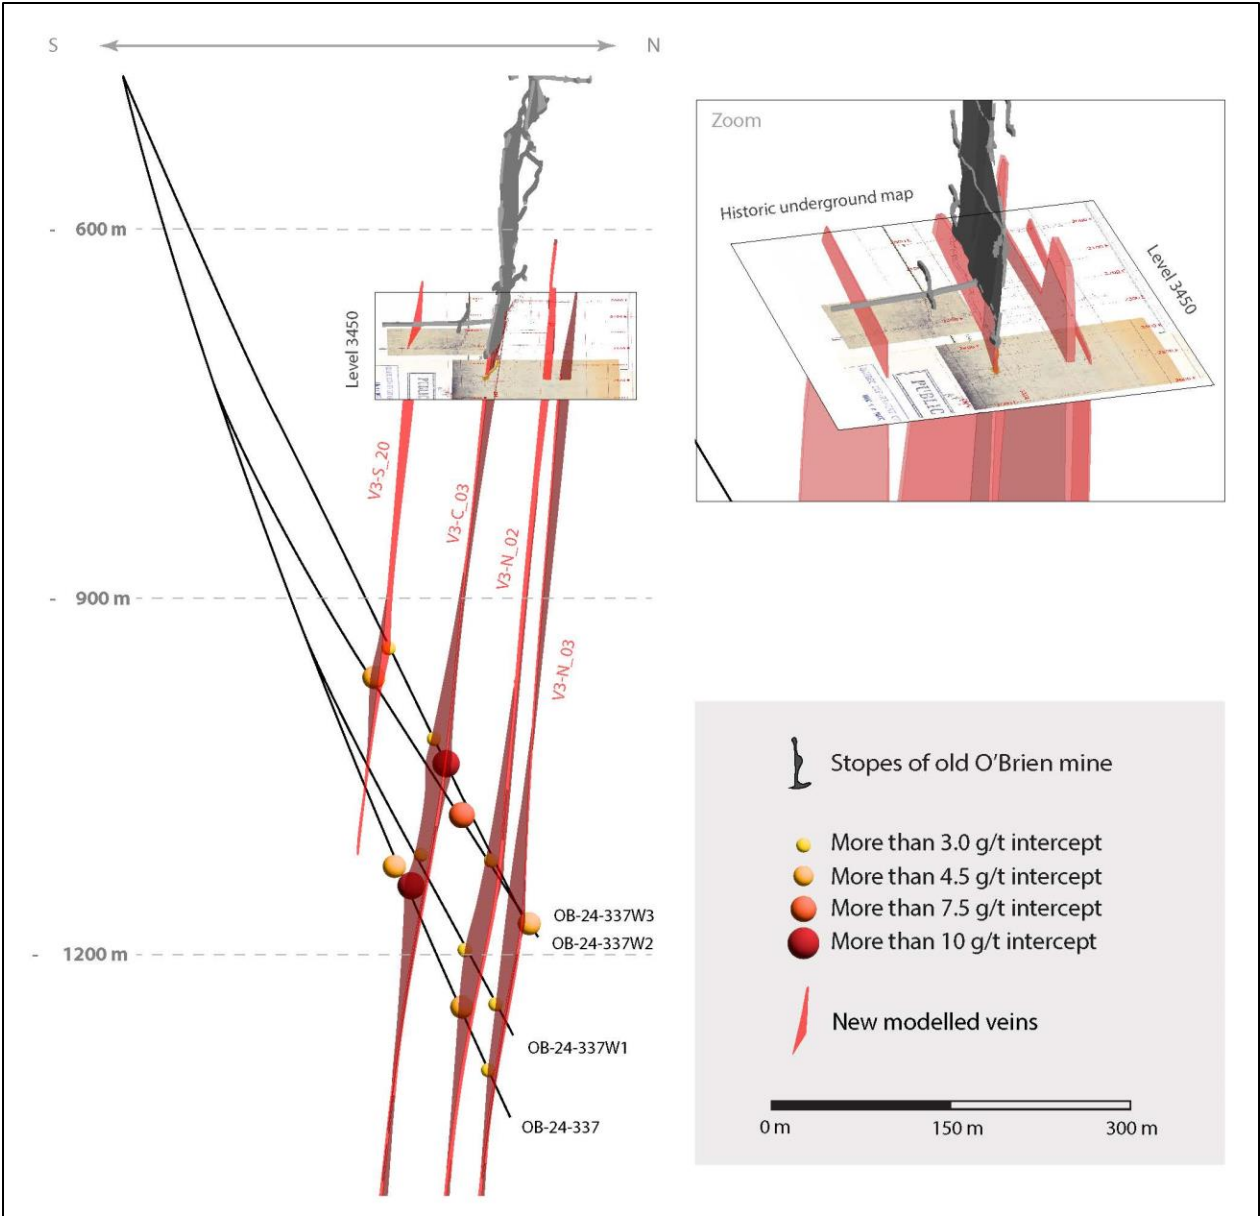 S
N
- 600 m
Level 3450
PUBLIC
V3-S_20
V3-C_03
V3-N_02
V3-N_03
- 900 m
- 1200 m
OB-24-337W3
OB-24-337W2
OB-24-337W1
OB-24-337
Zoom
Historic underground map
Level 3450
PUBLIC
Stopes of old O'Brien mine
More than 3.0 g/t intercept
More than 4.5 g/t intercept
More than 7.5 g/t intercept
More than 10 g/t intercept
New modelled veins
0 m 150 m 300 m